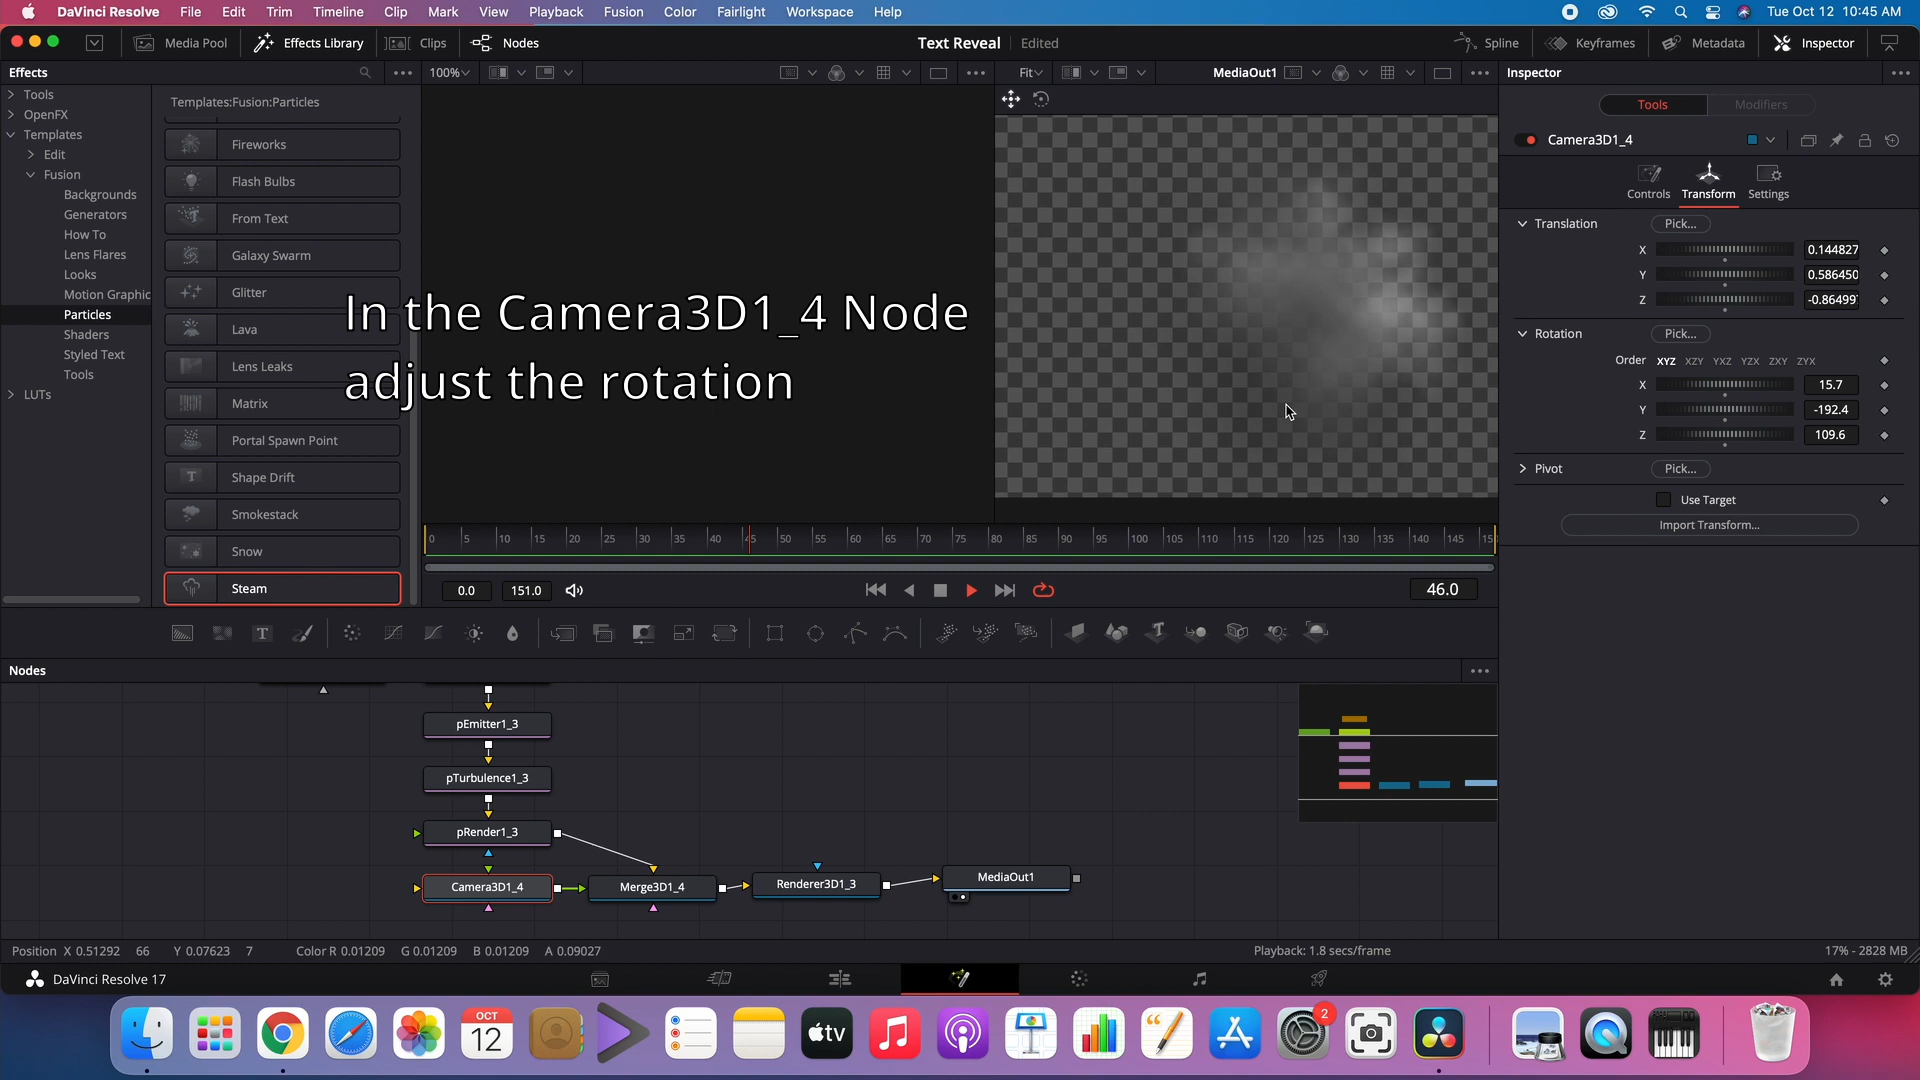 DaVinci Resolve File Edit Trim Timeline Clip Mark View Playback Fusion Color Fairlight Workspace Help Tue Oct 12 10:45 AM
Media Pool Effects Library Clips Nodes Text Reveal Edited Spline Keyframes Metadata Inspector
Effects 100% Fit MediaOut1 Inspector
Tools
OpenFX
Templates
Edit
Fusion
Backgrounds
Generators
How To
Lens Flares
Looks
Motion Graphic
Particles
Shaders
Styled Text
Tools
LUTs
Templates:Fusion:Particles
Fireworks
Flash Bulbs
From Text
Galaxy Swarm
Glitter
Lava
Lens Leaks
Matrix
Portal Spawn Point
Shape Drift
Smokestack
Snow
Steam
In the Camera3D1_4 Node
adjust the rotation
Tools Modifiers
Camera3D1_4
Controls Transform Settings
Translation Pick...
X 0.144827
Y 0.586450
Z -0.86499
Rotation Pick...
Order XYZ XZY YXZ YZX ZXY ZYX
X 15.7
Y -192.4
Z 109.6
Pivot Pick...
Use Target
Import Transform...
0 5 10 15 20 25 30 35 40 45 50 55 60 65 70 75 80 85 90 95 100 105 110 115 120 125 130 135 140 145 15
0.0 151.0 46.0
Nodes
pEmitter1_3
pTurbulence1_3
pRender1_3
Camera3D1_4 Merge3D1_4 Renderer3D1_3 MediaOut1
Position X 0.51292 66 Y 0.07623 7 Color R 0.01209 G 0.01209 B 0.01209 A 0.09027 Playback: 1.8 secs/frame 17% - 2828 MB
DaVinci Resolve 17
OCT
12
tv
2